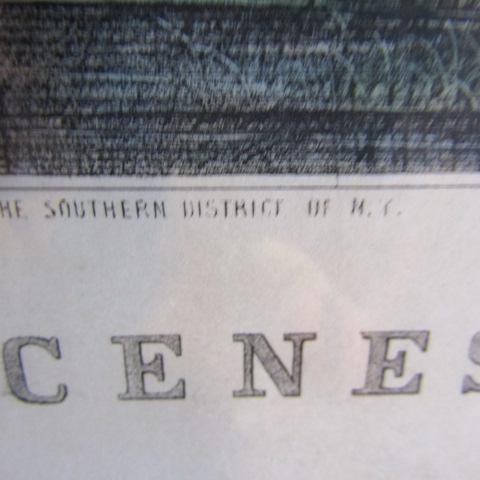 HE SOUTHERN DISTRICT OF N.Y.
CENES